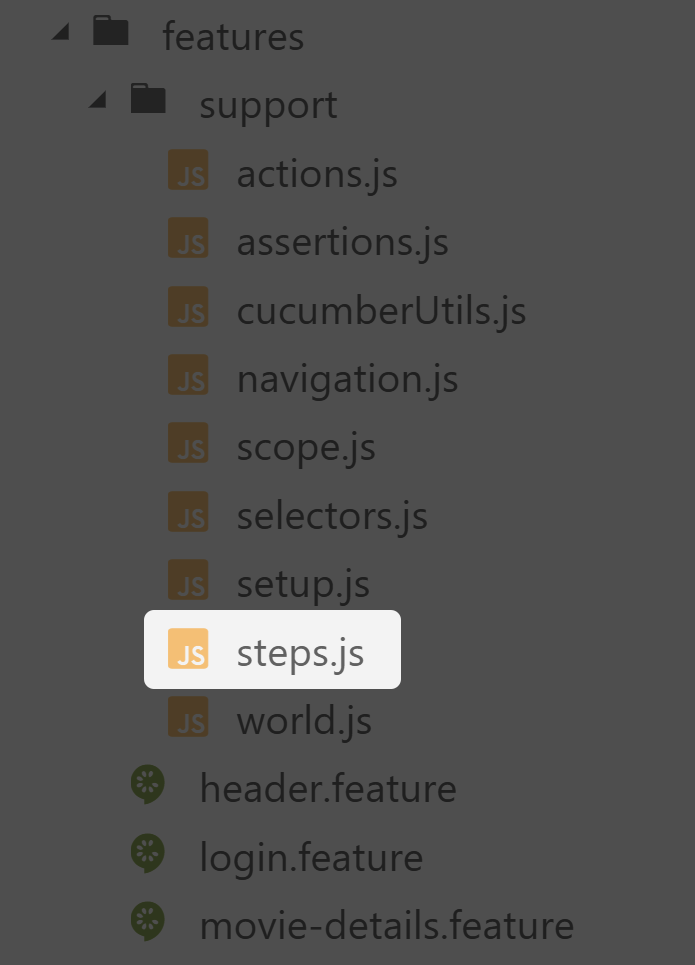 features
support
JS actions.js
JS assertions.js
JS cucumberUtils.js
JS navigation.js
JS scope.js
JS selectors.js
JS setup.js
JS steps.js
JS world.js
header.feature
login.feature
movie-details.feature